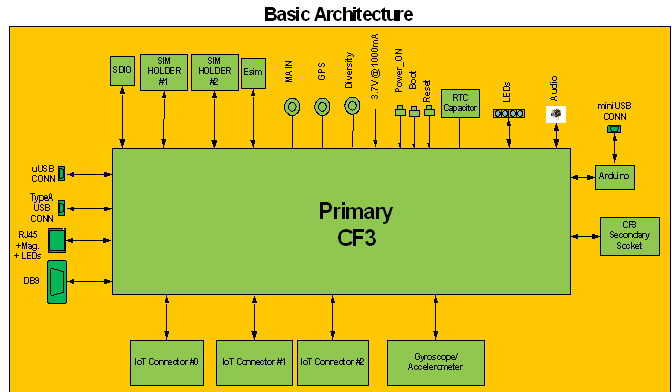 Basic Architecture
SDIO
SIM
HOLDER
#1
SIM
HOLDER
#2
Esim
MAIN
GPS
Diversity
3.7V @ 1000mA
Power_ON
Boot
Reset
RTC
Capacitor
LEDs
Audio
miniUSB
CONN
uUSB
CONN
TypeA
USB
CONN
RJ45
+Mag.
+ LEDs
DB9
Primary
CF3
Arduino
CF3
Secondary
Socket
IoT Connector #0
IoT Connector #1
IoT Connector #2
Gyroscope/
Accelerometer